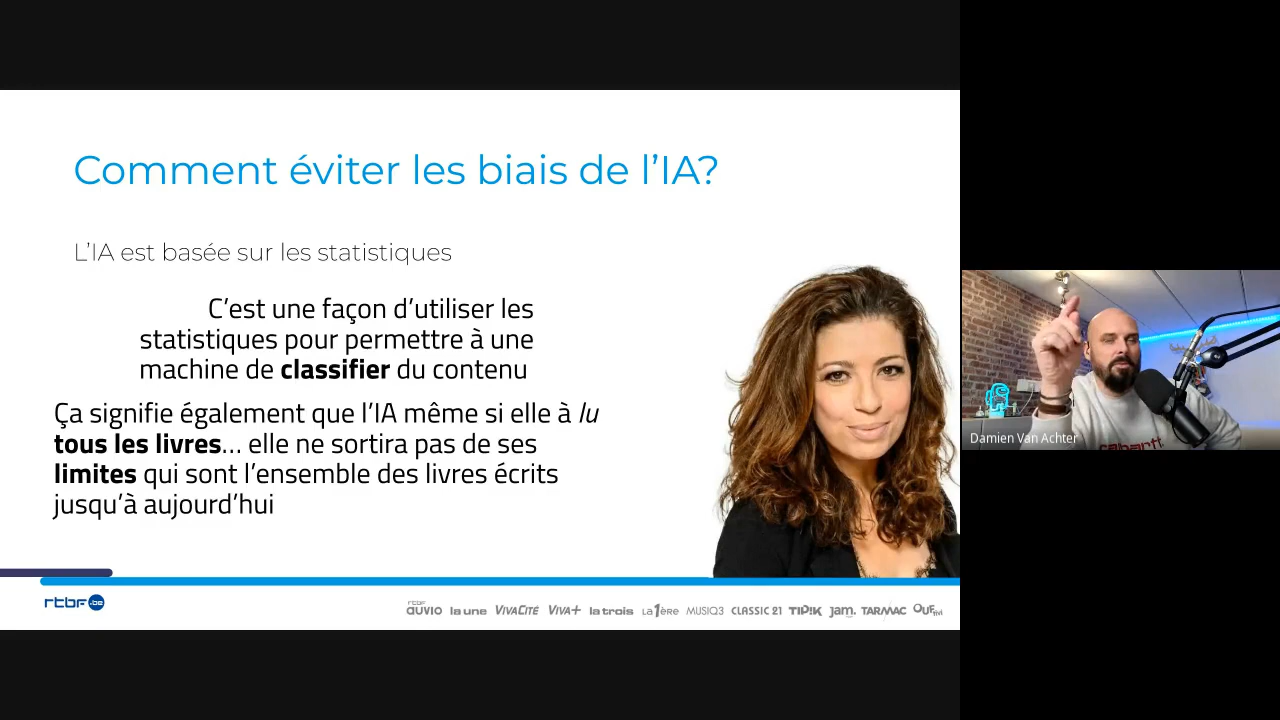 Comment éviter les biais de l’IA?
L’IA est basée sur les statistiques
C’est une façon d’utiliser les
statistiques pour permettre à une
machine de classifier du contenu
Ça signifie également que l’IA même si elle à lu
tous les livres... elle ne sortira pas de ses
limites qui sont l’ensemble des livres écrits
jusqu’à aujourd’hui
rtbf.be
rtbf auvio la une VIVACITÉ VIVA+ la trois LA 1ÈRE MUSIQ3 CLASSIC 21 TIPIK Jam. TARMAC OUFtivi
Damien Van Achter
carhartt